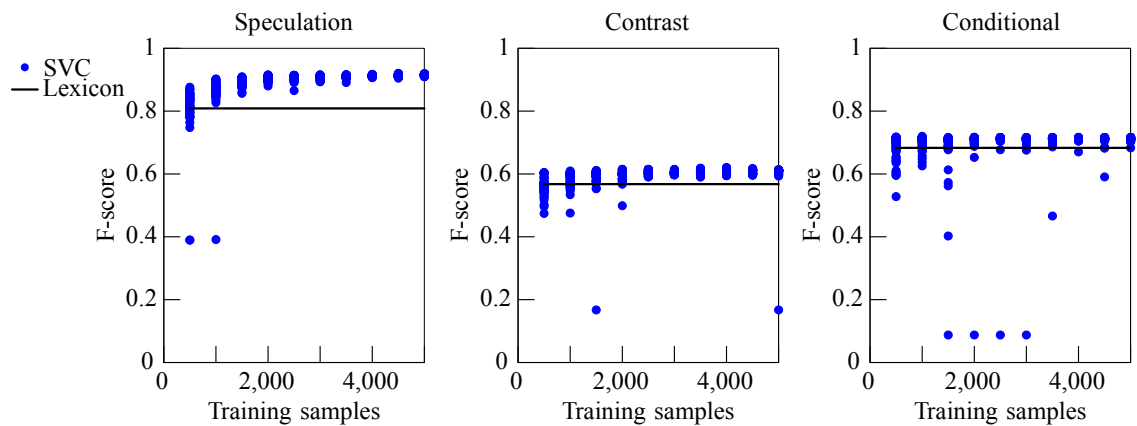 Speculation
SVC
Lexicon
F-score
1
0.8
0.6
0.4
0.2
0
0
2,000
4,000
Training samples
Contrast
F-score
1
0.8
0.6
0.4
0.2
0
0
2,000
4,000
Training samples
Conditional
F-score
1
0.8
0.6
0.4
0.2
0
0
2,000
4,000
Training samples